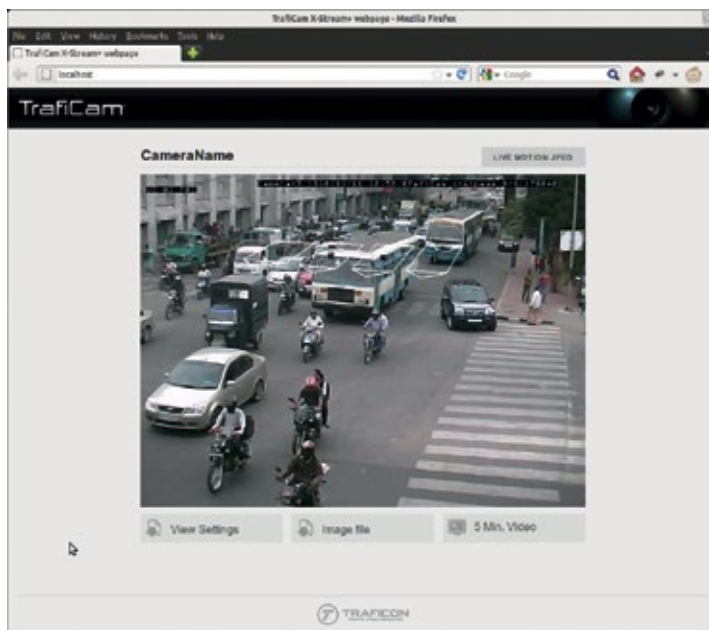 TrafiCam X-Stream+ webpage - Mozilla Firefox
File Edit View History Bookmarks Tools Help
TrafiCam X-Stream+ webpage
localhost
Google
TrafiCam
CameraName
LIVE MOTION JPEG
View Settings
Image file
5 Min. Video
TRAFICON